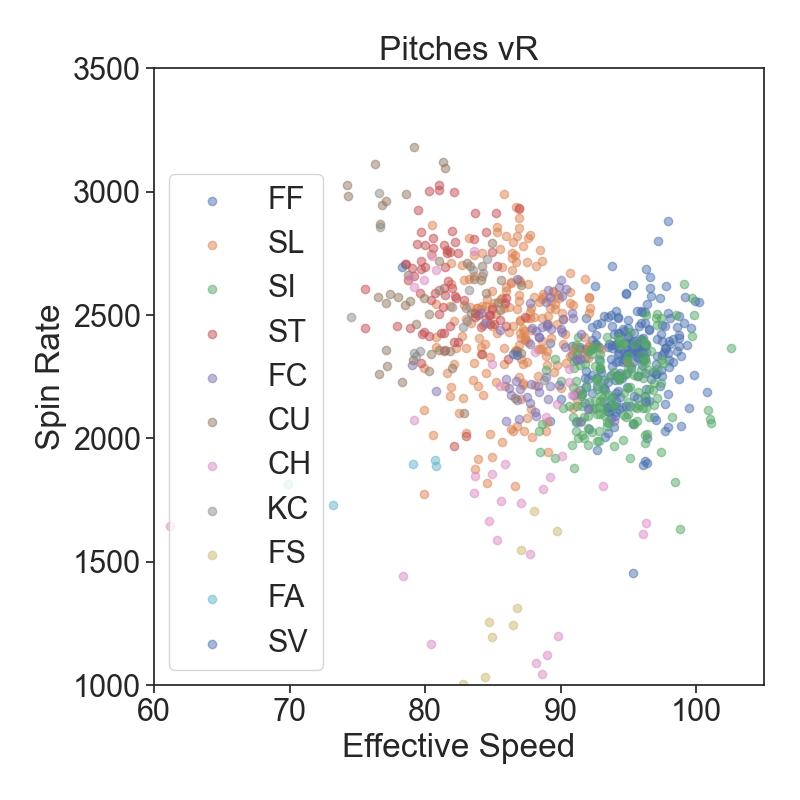 Pitches vR
3500
3000
2500
2000
1500
1000
Spin Rate
FF
SL
SI
ST
FC
CU
CH
KC
FS
FA
SV
60 70 80 90 100
Effective Speed